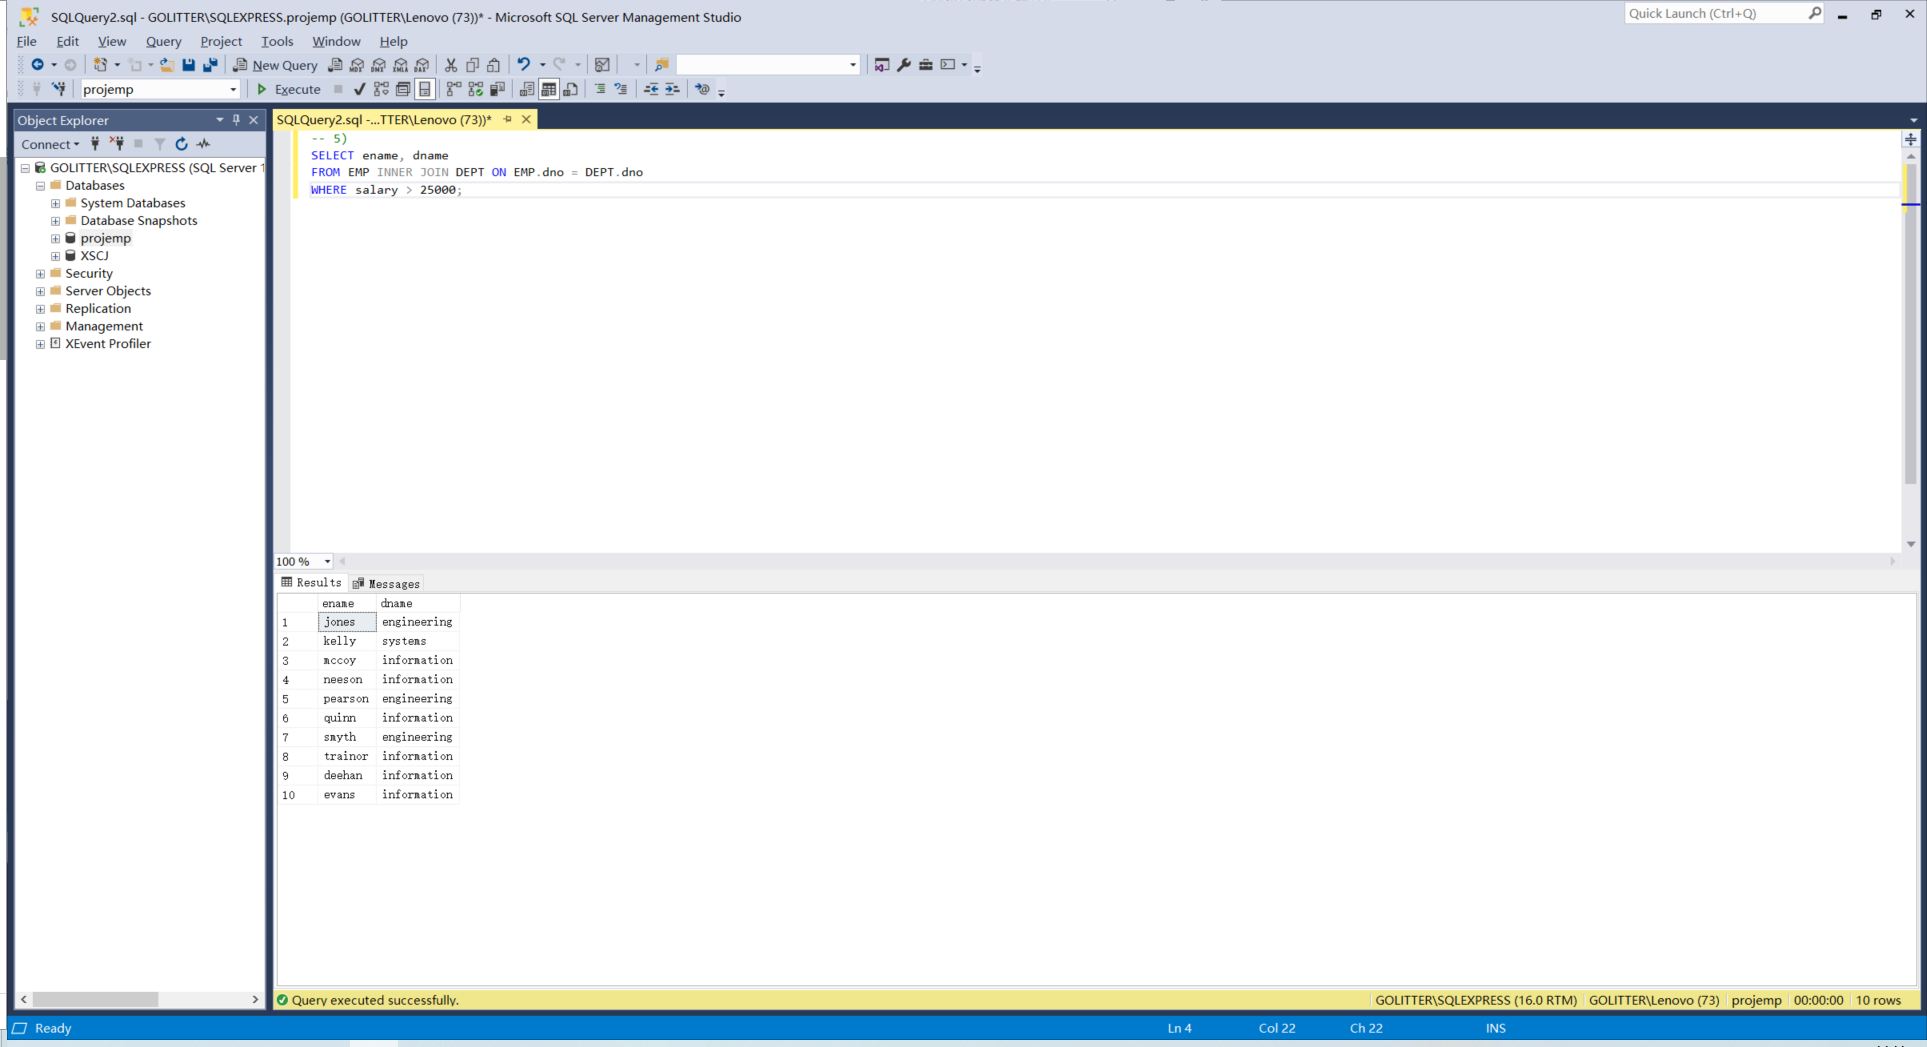 SQLQuery2.sql - GOLITTER\SQLEXPRESS.projemp (GOLITTER\Lenovo (73))* - Microsoft SQL Server Management Studio
Quick Launch (Ctrl+Q)
File Edit View Query Project Tools Window Help
New Query MDX DMX XMLA DAX
projemp Execute
Object Explorer
SQLQuery2.sql -...TTER\Lenovo (73))*
Connect
GOLITTER\SQLEXPRESS (SQL Server 1
Databases
System Databases
Database Snapshots
projemp
XSCJ
Security
Server Objects
Replication
Management
XEvent Profiler
-- 5)
SELECT ename, dname
FROM EMP INNER JOIN DEPT ON EMP.dno = DEPT.dno
WHERE salary > 25000;
100 %
Results Messages
ename dname
1 jones engineering
2 kelly systems
3 mccoy information
4 neeson information
5 pearson engineering
6 quinn information
7 smyth engineering
8 trainor information
9 deehan information
10 evans information
Query executed successfully.
GOLITTER\SQLEXPRESS (16.0 RTM) GOLITTER\Lenovo (73) projemp 00:00:00 10 rows
Ready Ln 4 Col 22 Ch 22 INS